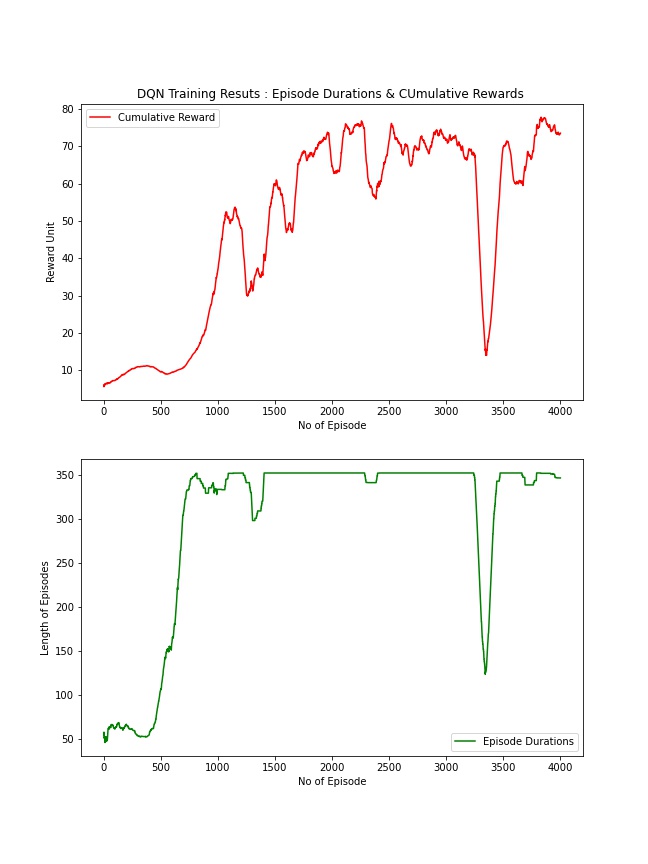 DQN Training Resuts : Episode Durations & CUmulative Rewards
Cumulative Reward
80
70
60
50
40
30
20
10
Reward Unit
0 500 1000 1500 2000 2500 3000 3500 4000
No of Episode
350
300
250
200
150
100
50
Length of Episodes
Episode Durations
0 500 1000 1500 2000 2500 3000 3500 4000
No of Episode